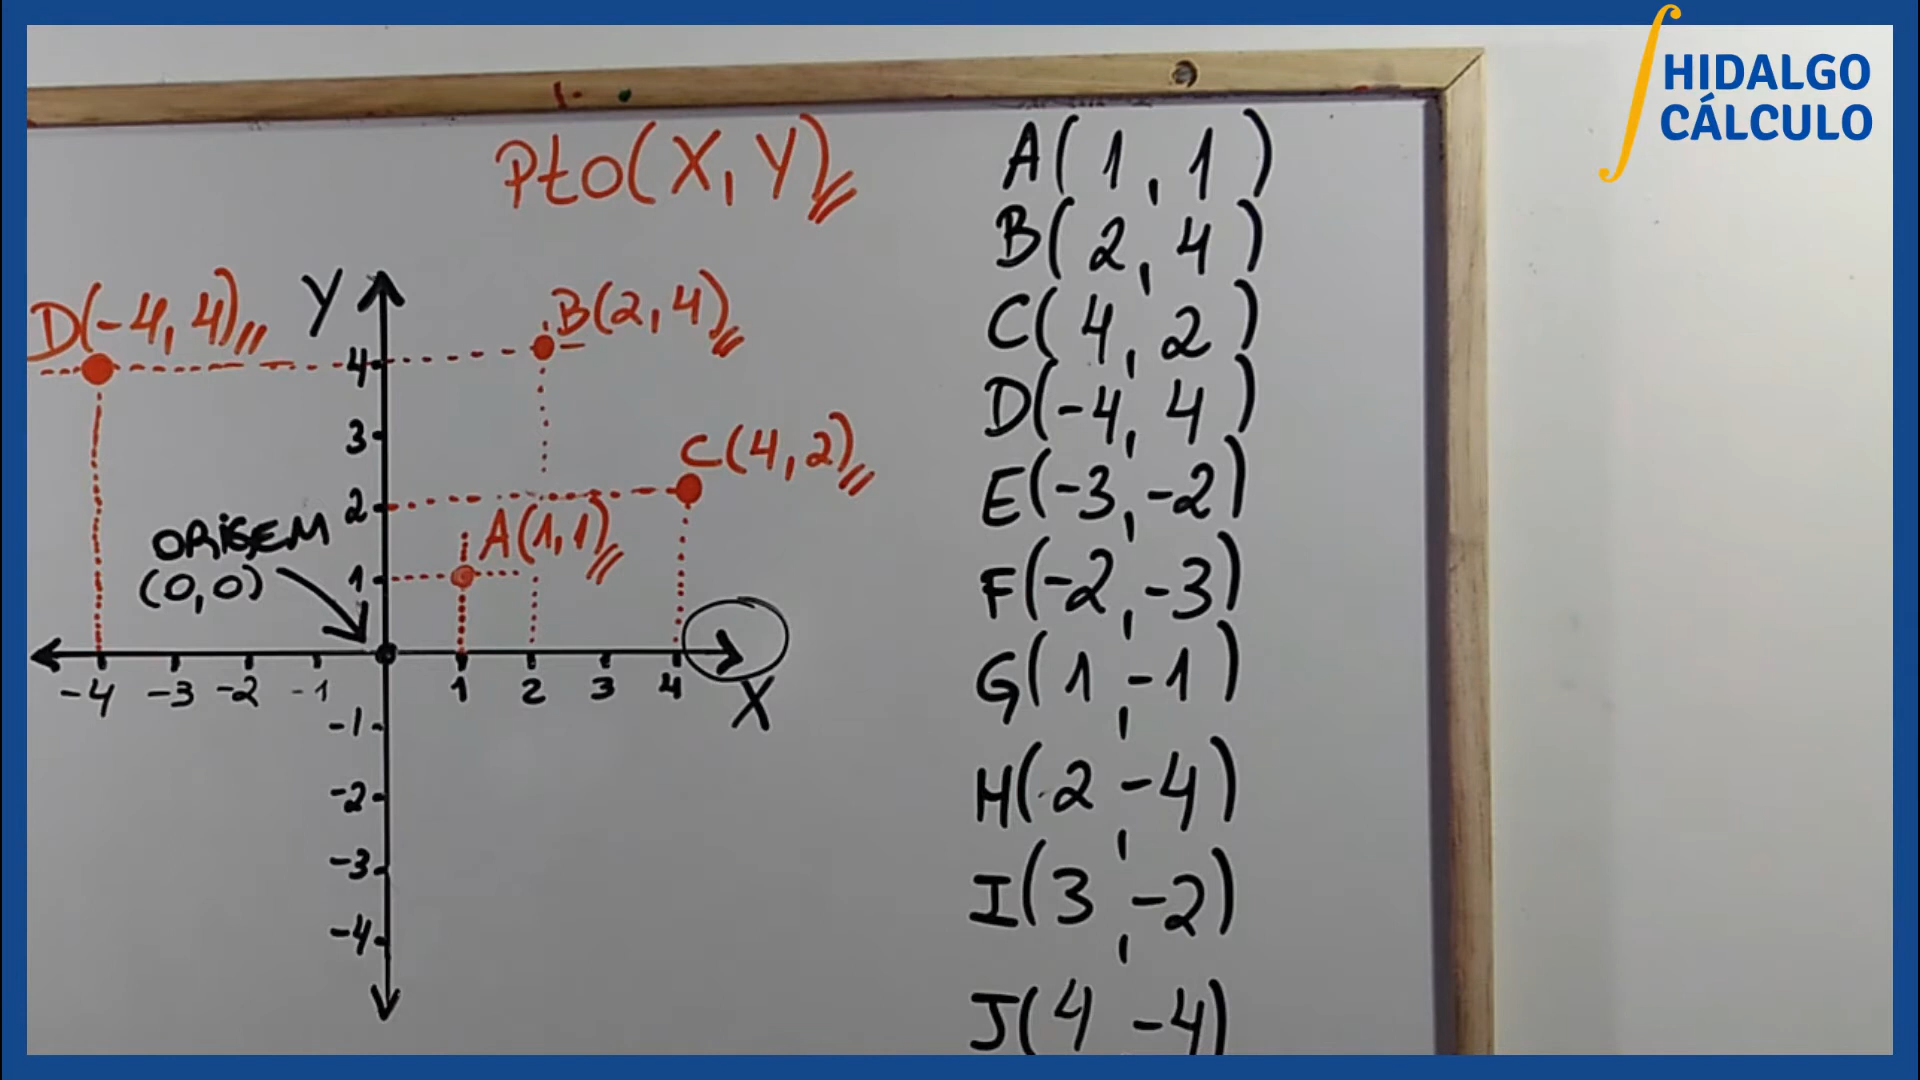 HIDALGO
CÁLCULO
Pto(X, Y)
D(-4, 4)
Y
B(2, 4)
4
3
C(4, 2)
2
A(1, 1)
ORIGEM
(0, 0)
1
-4 -3 -2 -1 1 2 3 4
X
-1
-2
-3
-4
A(1, 1)
B(2, 4)
C(4, 2)
D(-4, 4)
E(-3, -2)
F(-2, -3)
G(1, -1)
H(2, -4)
I(3, -2)
J(4 -4)